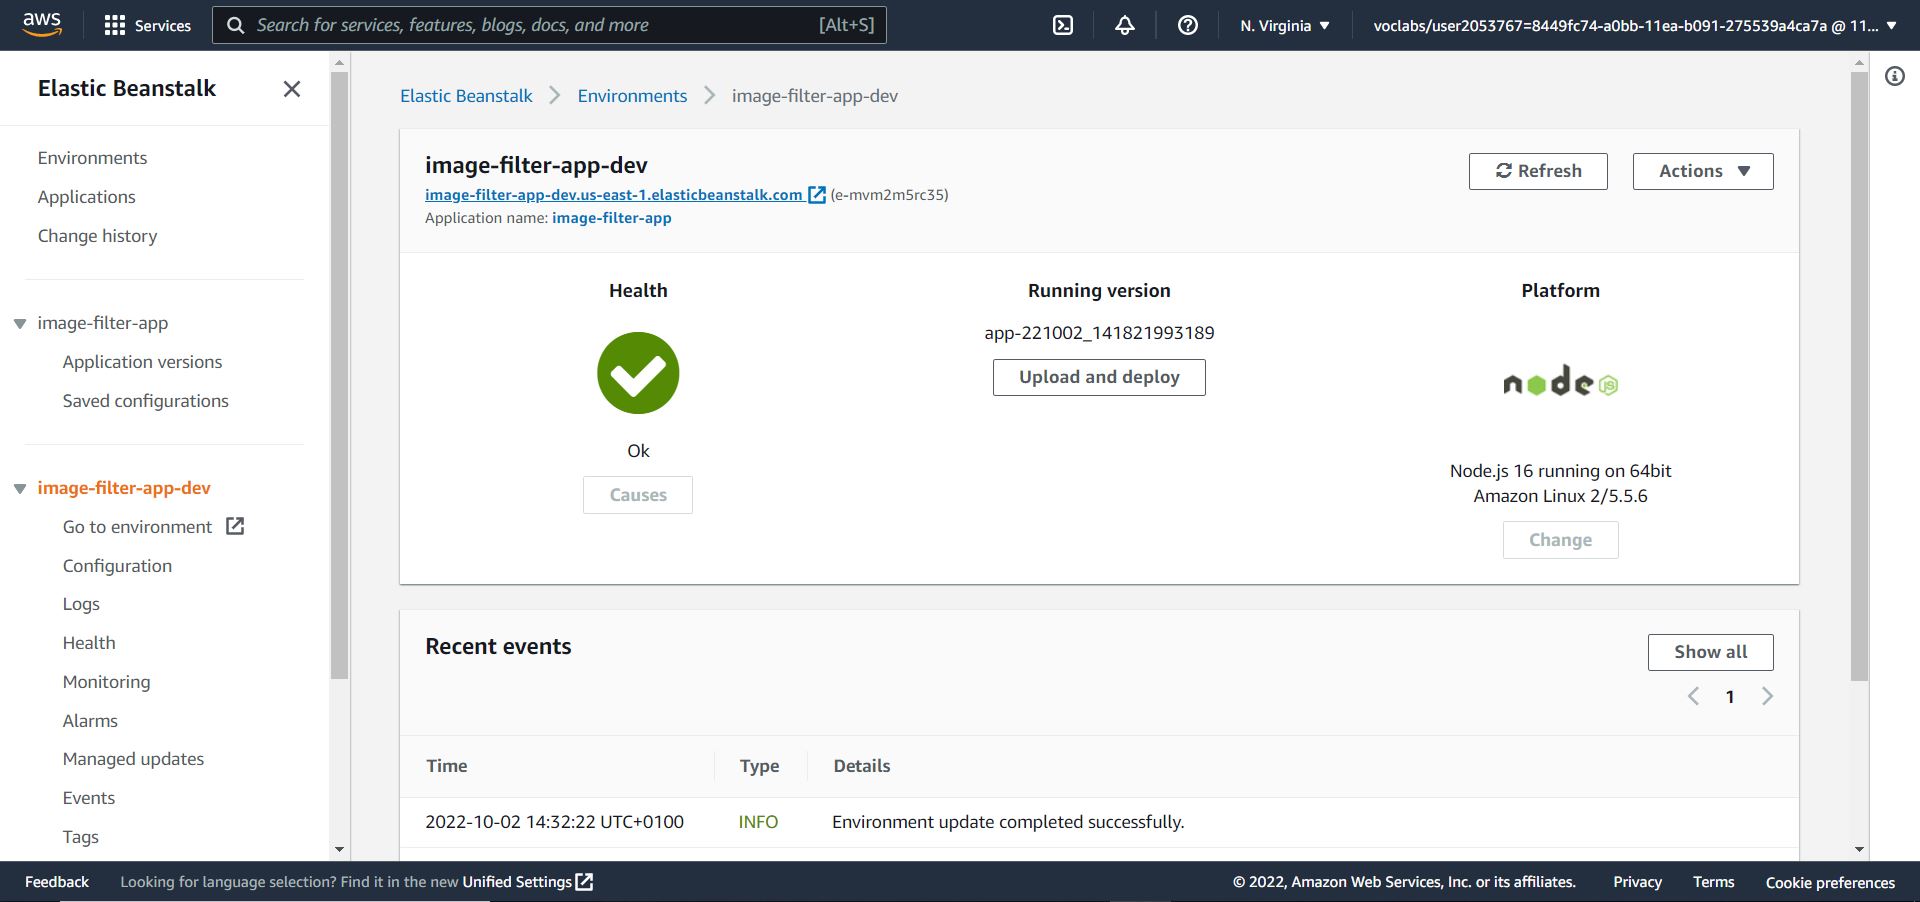 aws
Services
Search for services, features, blogs, docs, and more [Alt+S]
N. Virginia
voclabs/user2053767=8449fc74-a0bb-11ea-b091-275539a4ca7a @ 11...
Elastic Beanstalk
Environments
Applications
Change history
image-filter-app
Application versions
Saved configurations
image-filter-app-dev
Go to environment
Configuration
Logs
Health
Monitoring
Alarms
Managed updates
Events
Tags
Elastic Beanstalk > Environments > image-filter-app-dev
image-filter-app-dev
image-filter-app-dev.us-east-1.elasticbeanstalk.com (e-mvm2m5rc35)
Application name: image-filter-app
Refresh
Actions
Health
Ok
Causes
Running version
app-221002_141821993189
Upload and deploy
Platform
node JS
Node.js 16 running on 64bit
Amazon Linux 2/5.5.6
Change
Recent events
Show all
1
Time Type Details
2022-10-02 14:32:22 UTC+0100 INFO Environment update completed successfully.
Feedback
Looking for language selection? Find it in the new Unified Settings
© 2022, Amazon Web Services, Inc. or its affiliates.
Privacy
Terms
Cookie preferences